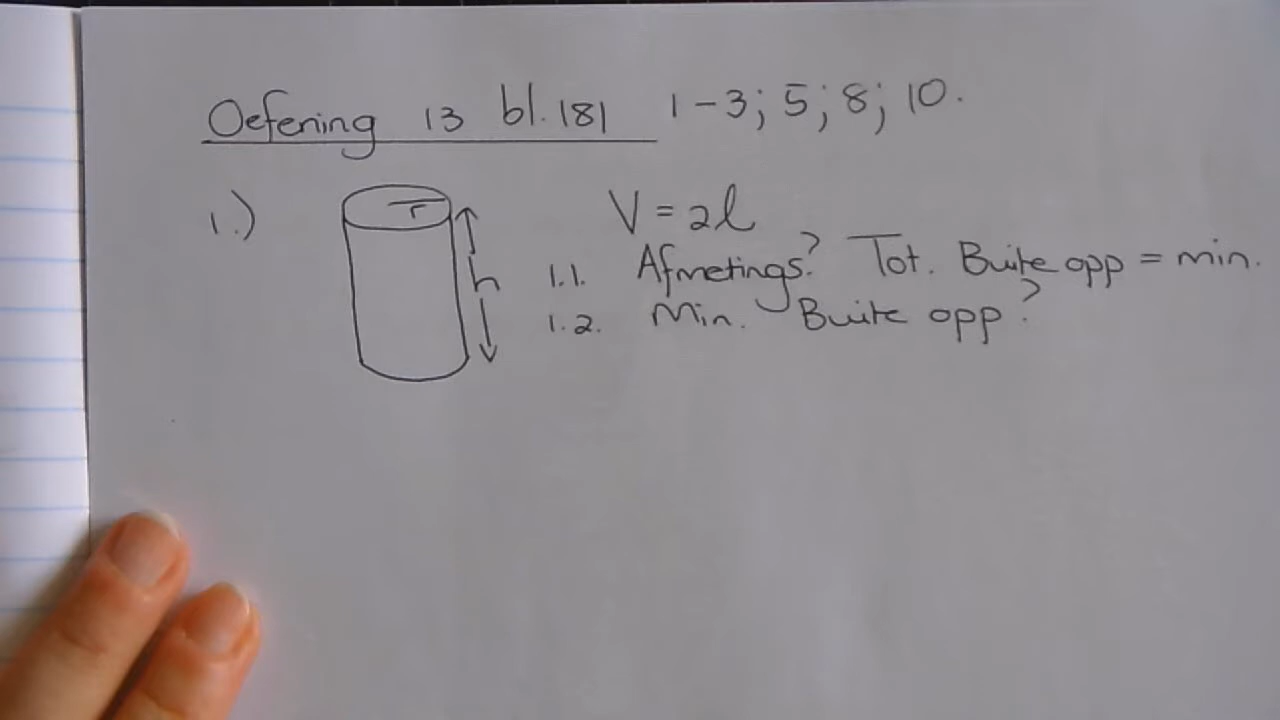 Oefening 13 bl. 181 1-3; 5; 8; 10.
1.) r h V = 2l
1.1. Afmetings? Tot. Buite opp = min.
1.2. Min. Buite opp?